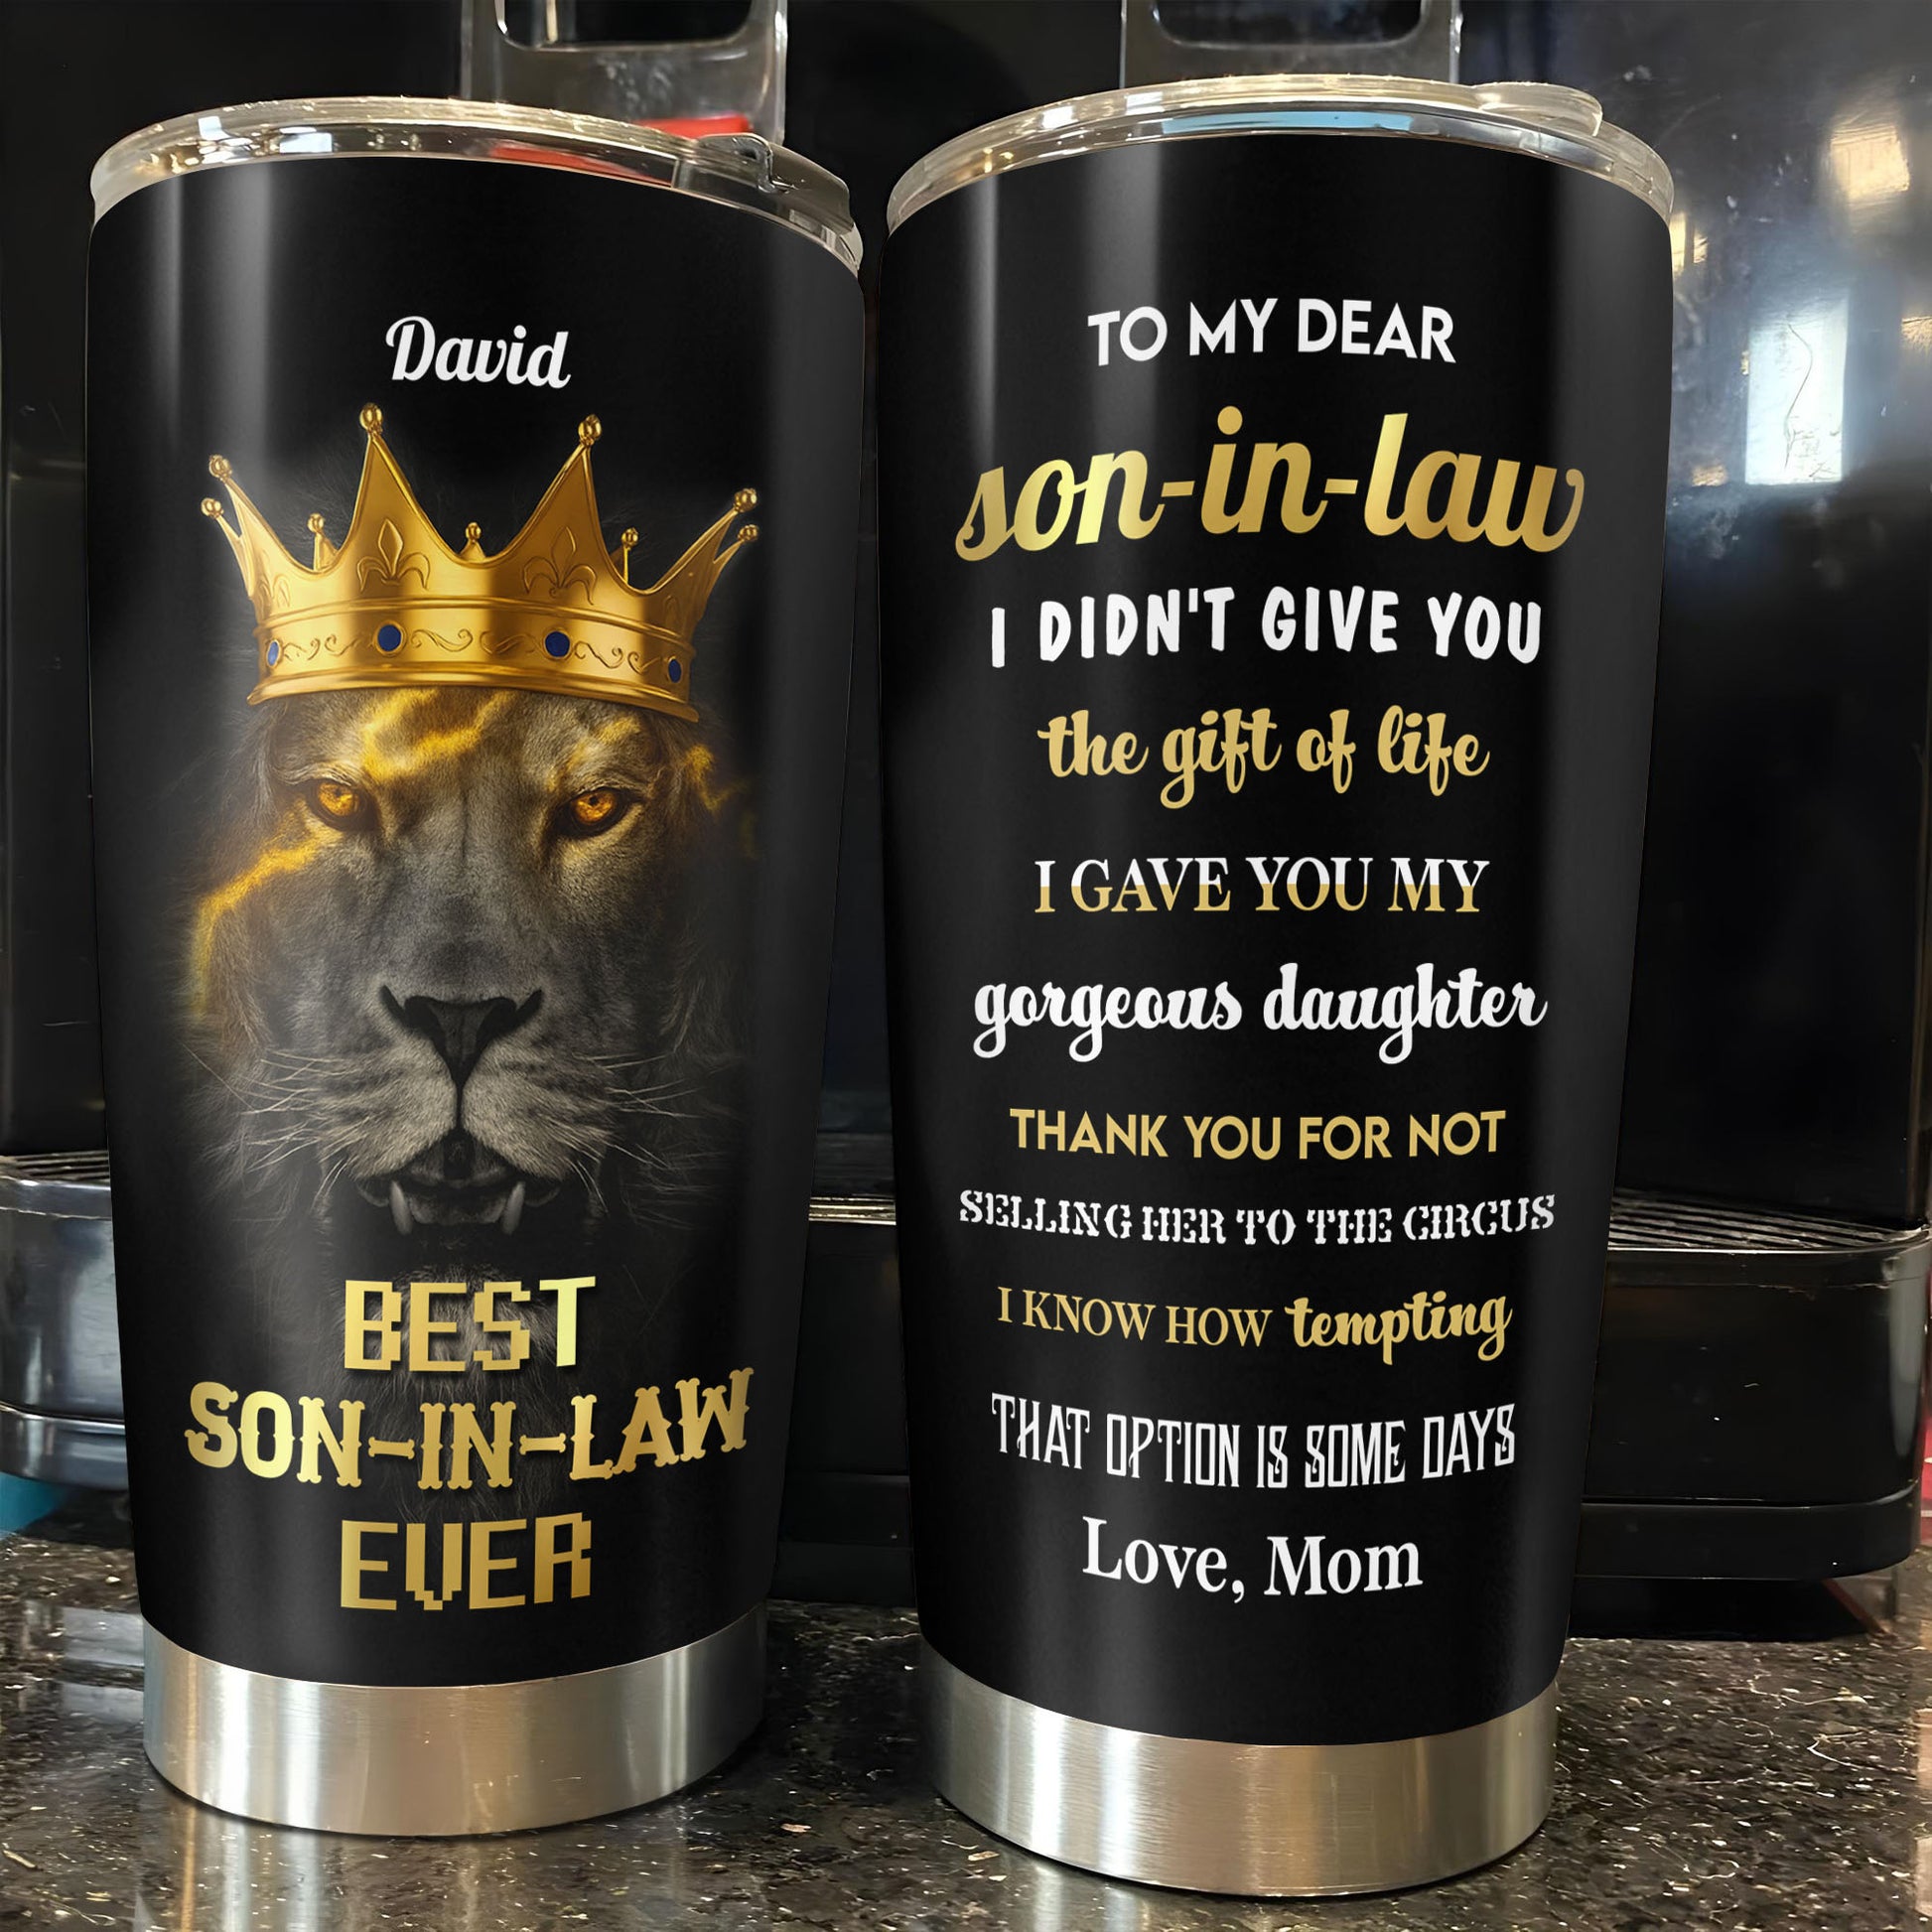 David
BEST
SON-IN-LAW
EVER
TO MY DEAR
son-in-law
I DIDN'T GIVE YOU
the gift of life
I GAVE YOU MY
gorgeous daughter
THANK YOU FOR NOT
SELLING HER TO THE CIRCUS
I KNOW HOW tempting
THAT OPTION IS SOME DAYS
Love, Mom